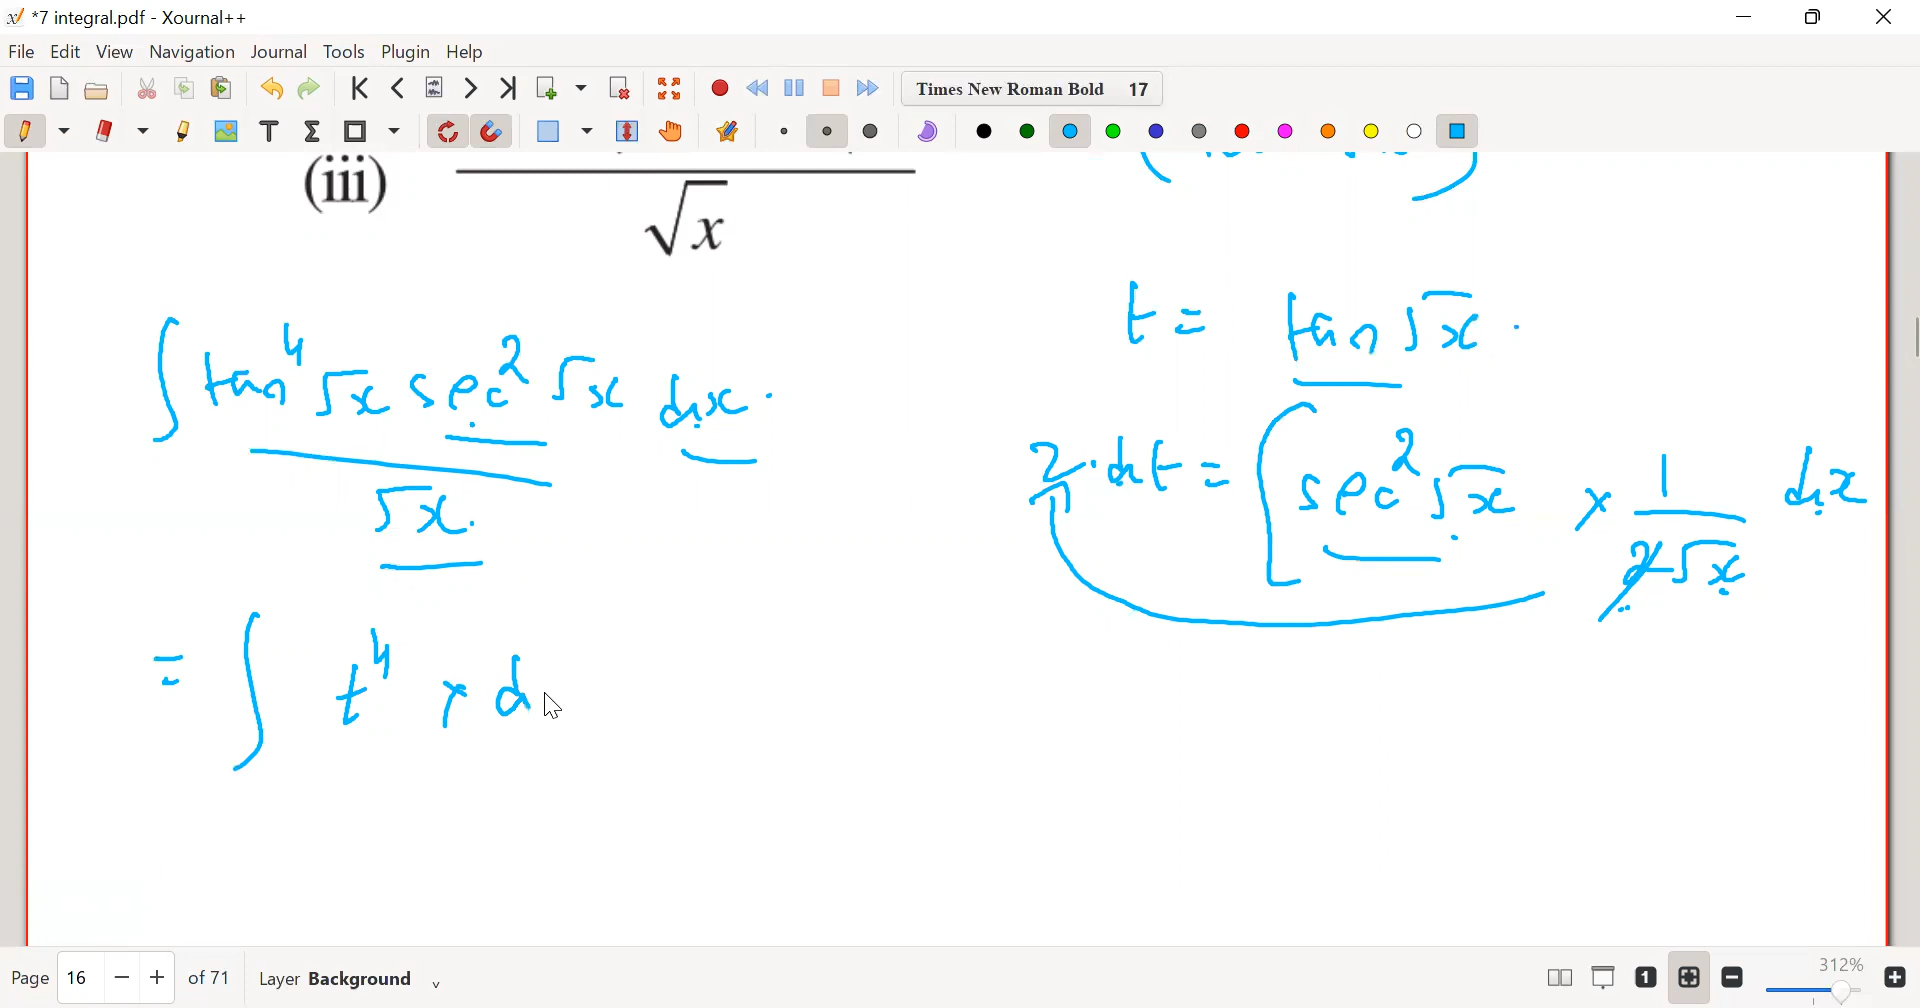 *7 integral.pdf - Xournal++
File Edit View Navigation Journal Tools Plugin Help
Times New Roman Bold 17
(iii) √x
t = tan √x .
∫ tan⁴ √x sec² √x dx .
√x .
2 . dt = [ sec² √x × 1 dx
2√x
= ∫ t⁴ × d
Page 16 of 71 Layer Background 1 312%